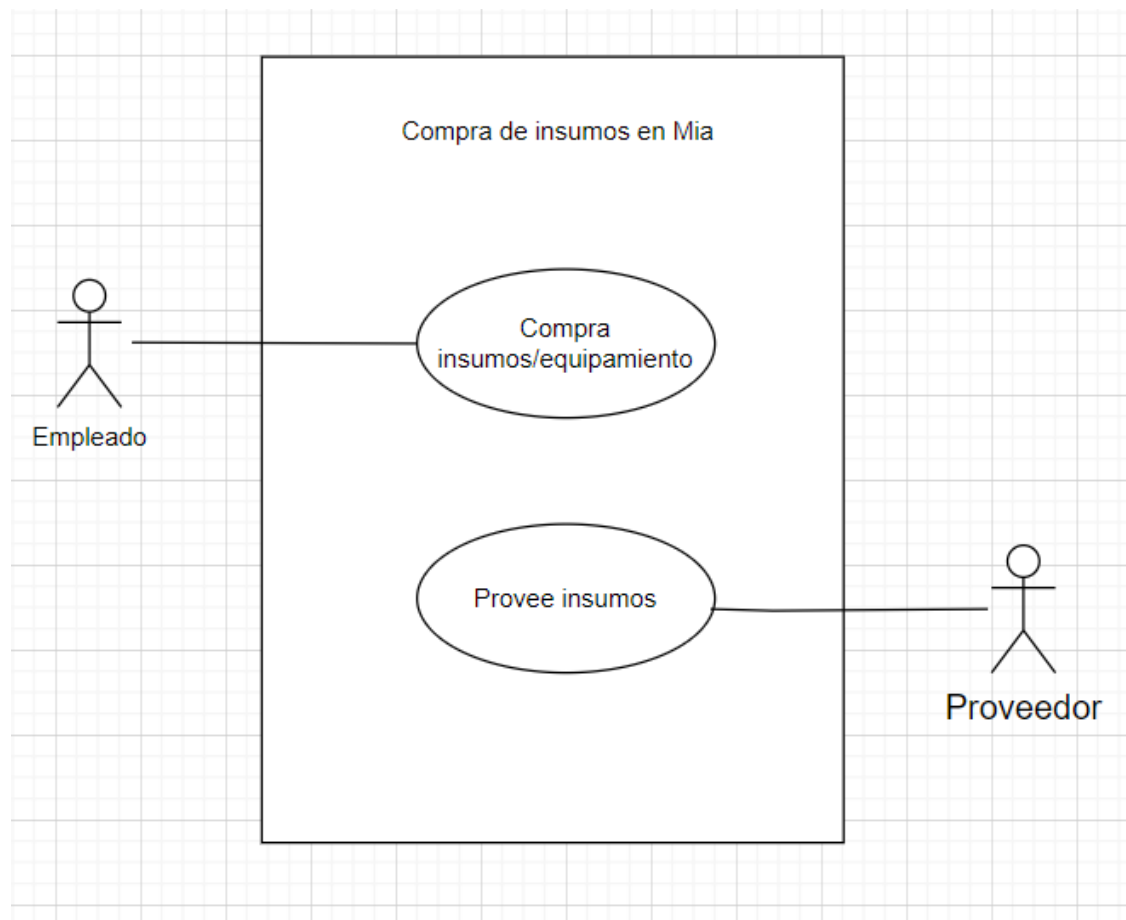 Compra de insumos en Mia
Compra
insumos/equipamiento
Empleado
Provee insumos
Proveedor